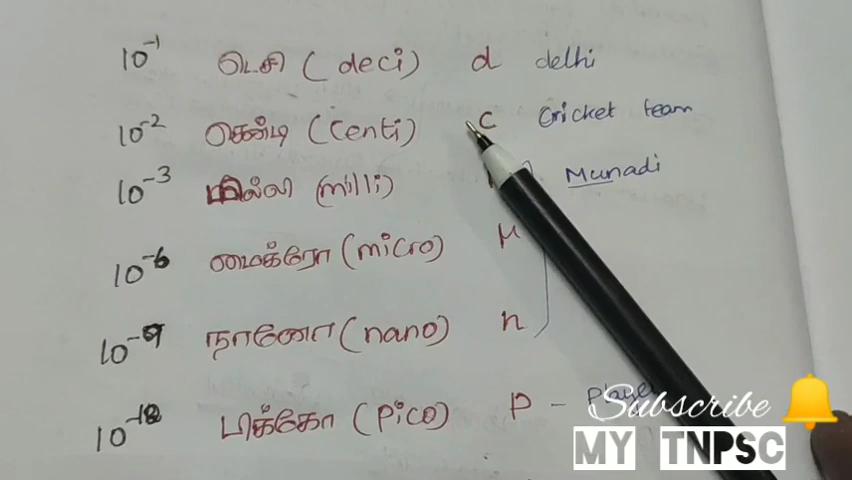 10⁻¹ டெசி (deci) d delhi
10⁻² சென்டி (centi) c cricket team
10⁻³ மில்லி (milli) Munadi
10⁻⁶ மைக்ரோ (micro) μ
10⁻⁹ நானோ (nano) n
10⁻¹² பிக்கோ (pico) p –
Subscribe
MY TNPSC